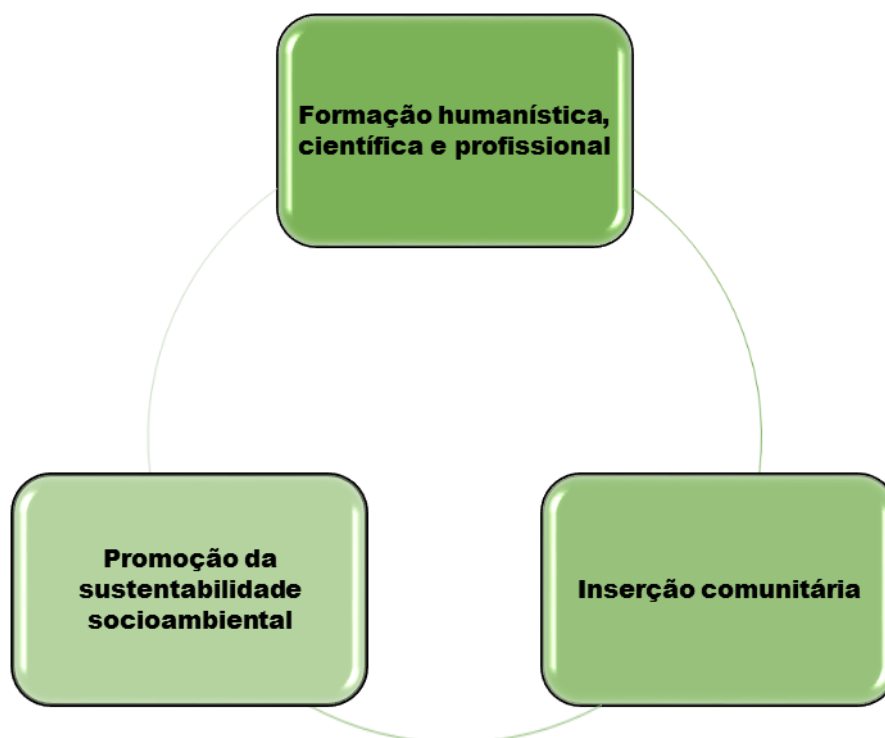 Formação humanística,
científica e profissional
Promoção da
sustentabilidade
socioambiental
Inserção comunitária